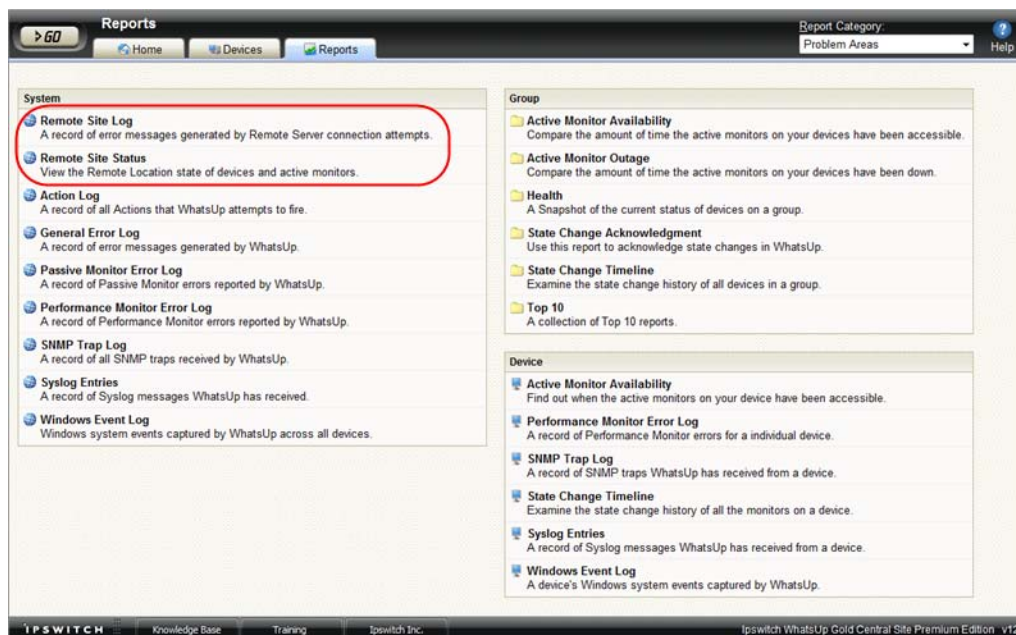 Reports
> GO
Home
Devices
Reports
Report Category:
Problem Areas
?
Help
System
Remote Site Log
A record of error messages generated by Remote Server connection attempts.
Remote Site Status
View the Remote Location state of devices and active monitors.
Action Log
A record of all Actions that WhatsUp attempts to fire.
General Error Log
A record of error messages generated by WhatsUp.
Passive Monitor Error Log
A record of Passive Monitor errors reported by WhatsUp.
Performance Monitor Error Log
A record of Performance Monitor errors reported by WhatsUp.
SNMP Trap Log
A record of all SNMP traps received by WhatsUp.
Syslog Entries
A record of Syslog messages WhatsUp has received.
Windows Event Log
Windows system events captured by WhatsUp across all devices.
Group
Active Monitor Availability
Compare the amount of time the active monitors on your devices have been accessible.
Active Monitor Outage
Compare the amount of time the active monitors on your devices have been down.
Health
A Snapshot of the current status of devices on a group.
State Change Acknowledgment
Use this report to acknowledge state changes in WhatsUp.
State Change Timeline
Examine the state change history of all devices in a group.
Top 10
A collection of Top 10 reports.
Device
Active Monitor Availability
Find out when the active monitors on your device have been accessible.
Performance Monitor Error Log
A record of Performance Monitor errors for a individual device.
SNMP Trap Log
A record of SNMP traps WhatsUp has received from a device.
State Change Timeline
Examine the state change history of all the monitors on a device.
Syslog Entries
A record of Syslog messages WhatsUp has received from a device.
Windows Event Log
A device's Windows system events captured by WhatsUp.
IPSWITCH
Knowledge Base
Training
Ipswitch Inc.
Ipswitch WhatsUp Gold Central Site Premium Edition v12